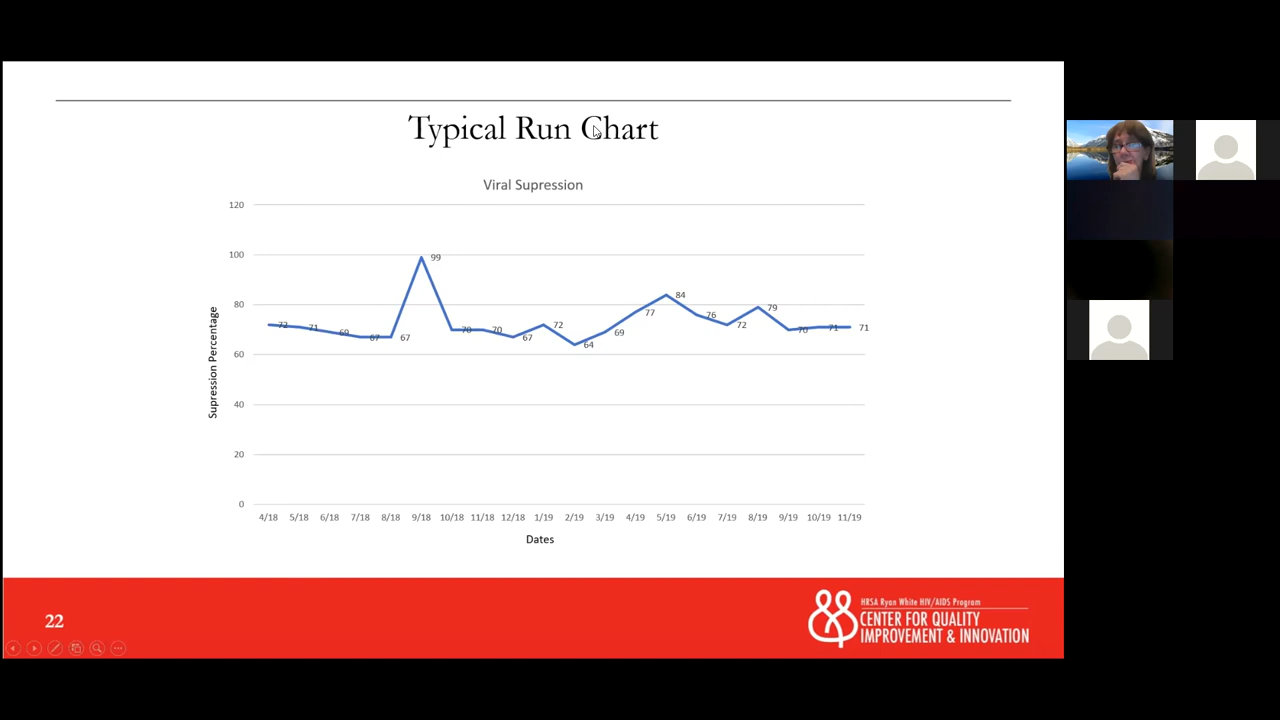 Typical Run Chart
Viral Supression
120
100
80
60
40
20
0
Supression Percentage
72 71 69 67 67 99 70 70 67 72 64 69 77 84 76 72 79 70 71 71
4/18 5/18 6/18 7/18 8/18 9/18 10/18 11/18 12/18 1/19 2/19 3/19 4/19 5/19 6/19 7/19 8/19 9/19 10/19 11/19
Dates
22
HRSA Ryan White HIV/AIDS Program
CENTER FOR QUALITY
IMPROVEMENT & INNOVATION